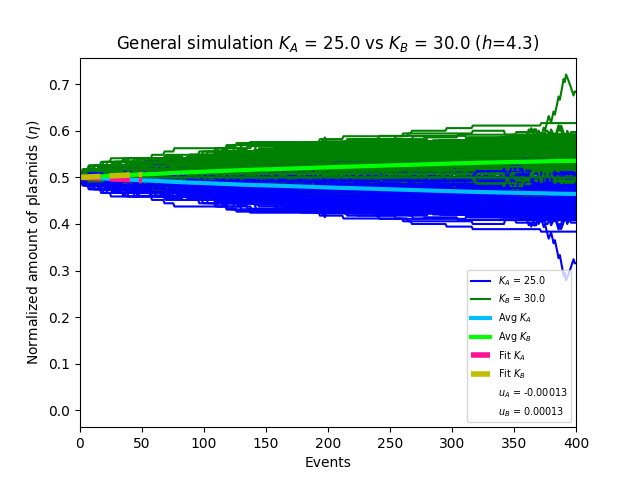 General simulation K_A = 25.0 vs K_B = 30.0 (h=4.3)
Normalized amount of plasmids (η)
0.7
0.6
0.5
0.4
0.3
0.2
0.1
0.0
K_A = 25.0
K_B = 30.0
Avg K_A
Avg K_B
Fit K_A
Fit K_B
u_A = -0.00013
u_B = 0.00013
0 50 100 150 200 250 300 350 400
Events